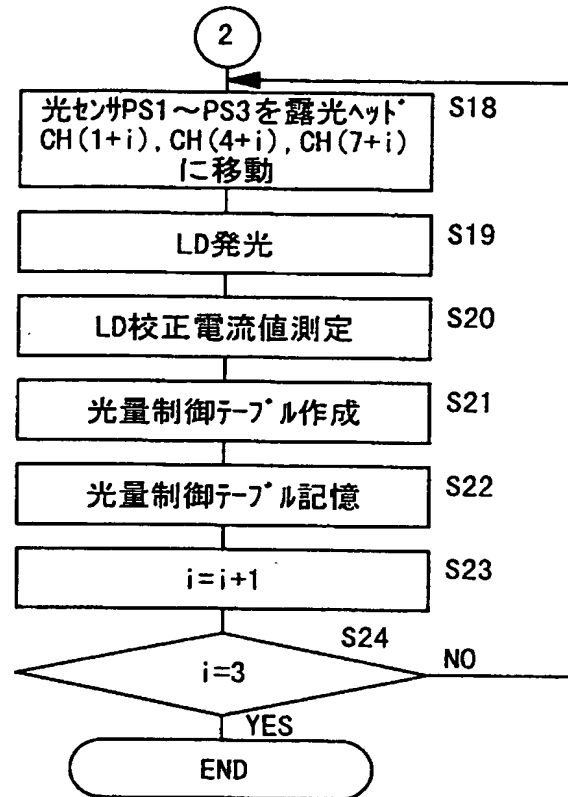 2
光センサPS1~PS3を露光ヘッド
CH(1+i), CH(4+i), CH(7+i)
に移動
S18
LD発光
S19
LD校正電流値測定
S20
光量制御テーブル作成
S21
光量制御テーブル記憶
S22
i=i+1
S23
S24
i=3
NO
YES
END